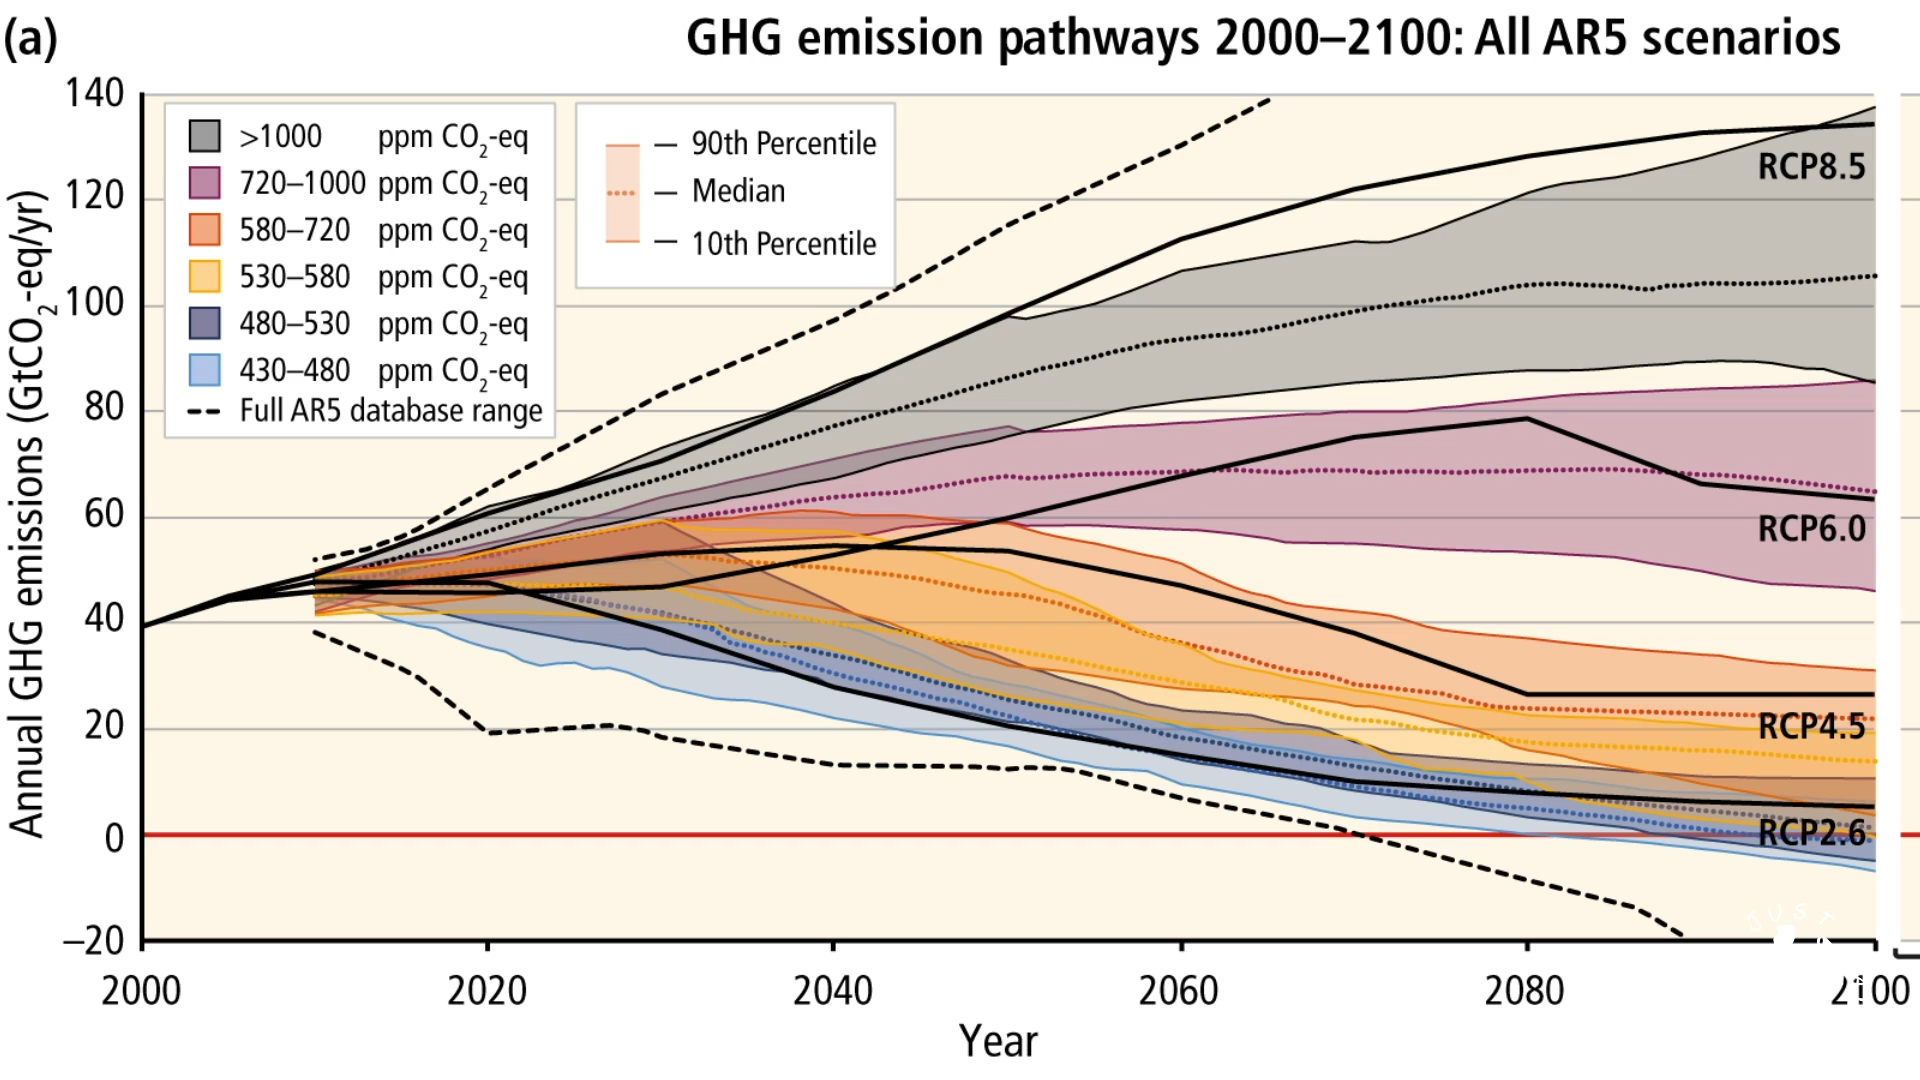 (a)
GHG emission pathways 2000–2100: All AR5 scenarios
Annual GHG emissions (GtCO2-eq/yr)
140
120
100
80
60
40
20
0
–20
>1000 ppm CO2-eq
720–1000 ppm CO2-eq
580–720 ppm CO2-eq
530–580 ppm CO2-eq
480–530 ppm CO2-eq
430–480 ppm CO2-eq
Full AR5 database range
90th Percentile
Median
10th Percentile
RCP8.5
RCP6.0
RCP4.5
RCP2.6
2000 2020 2040 2060 2080 2100
Year